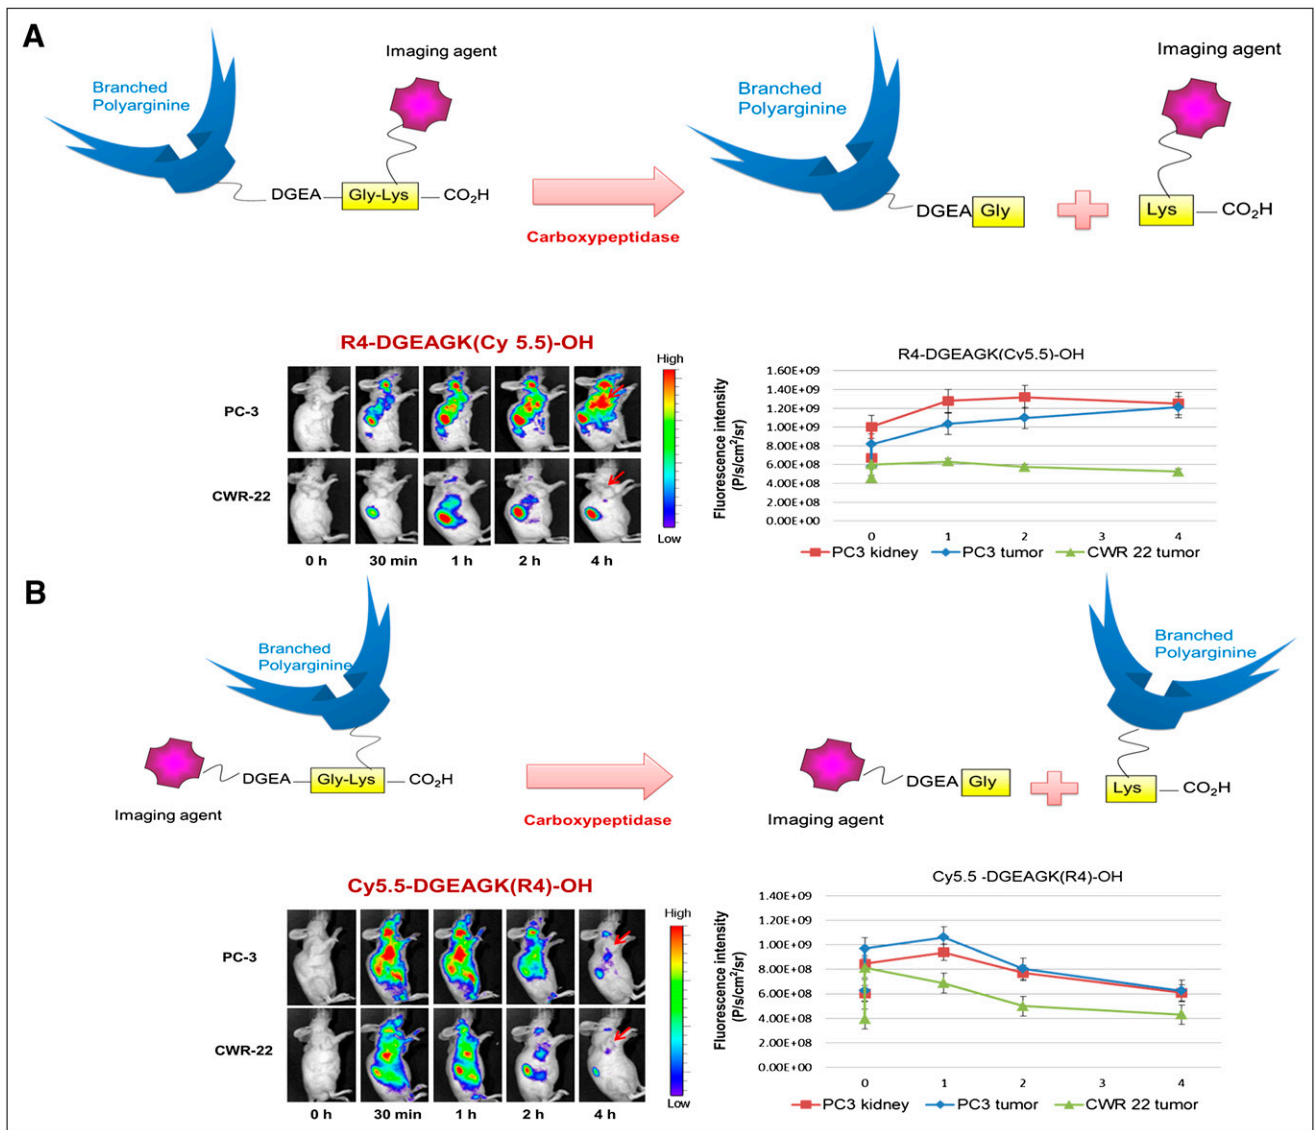 A
Imaging agent
Branched
Polyarginine
DGEA
Gly-Lys
CO2H
Carboxypeptidase
Branched
Polyarginine
Imaging agent
DGEA
Gly
Lys
CO2H
R4-DGEAGK(Cy 5.5)-OH
High
PC-3
CWR-22
Low
0 h
30 min
1 h
2 h
4 h
R4-DGEAGK(Cy5.5)-OH
Fluorescence intensity
(P/s/cm2/sr)
1.60E+09
1.40E+09
1.20E+09
1.00E+09
8.00E+08
6.00E+08
4.00E+08
2.00E+08
0.00E+00
0
1
2
3
4
PC3 kidney
PC3 tumor
CWR 22 tumor
B
Branched
Polyarginine
DGEA
Gly-Lys
CO2H
Imaging agent
Carboxypeptidase
Branched
Polyarginine
DGEA
Gly
Lys
CO2H
Imaging agent
Cy5.5-DGEAGK(R4)-OH
High
PC-3
CWR-22
Low
0 h
30 min
1 h
2 h
4 h
Cy5.5 -DGEAGK(R4)-OH
Fluorescence intensity
(P/s/cm2/sr)
1.40E+09
1.20E+09
1.00E+09
8.00E+08
6.00E+08
4.00E+08
2.00E+08
0.00E+00
0
1
2
3
4
PC3 kidney
PC3 tumor
CWR 22 tumor